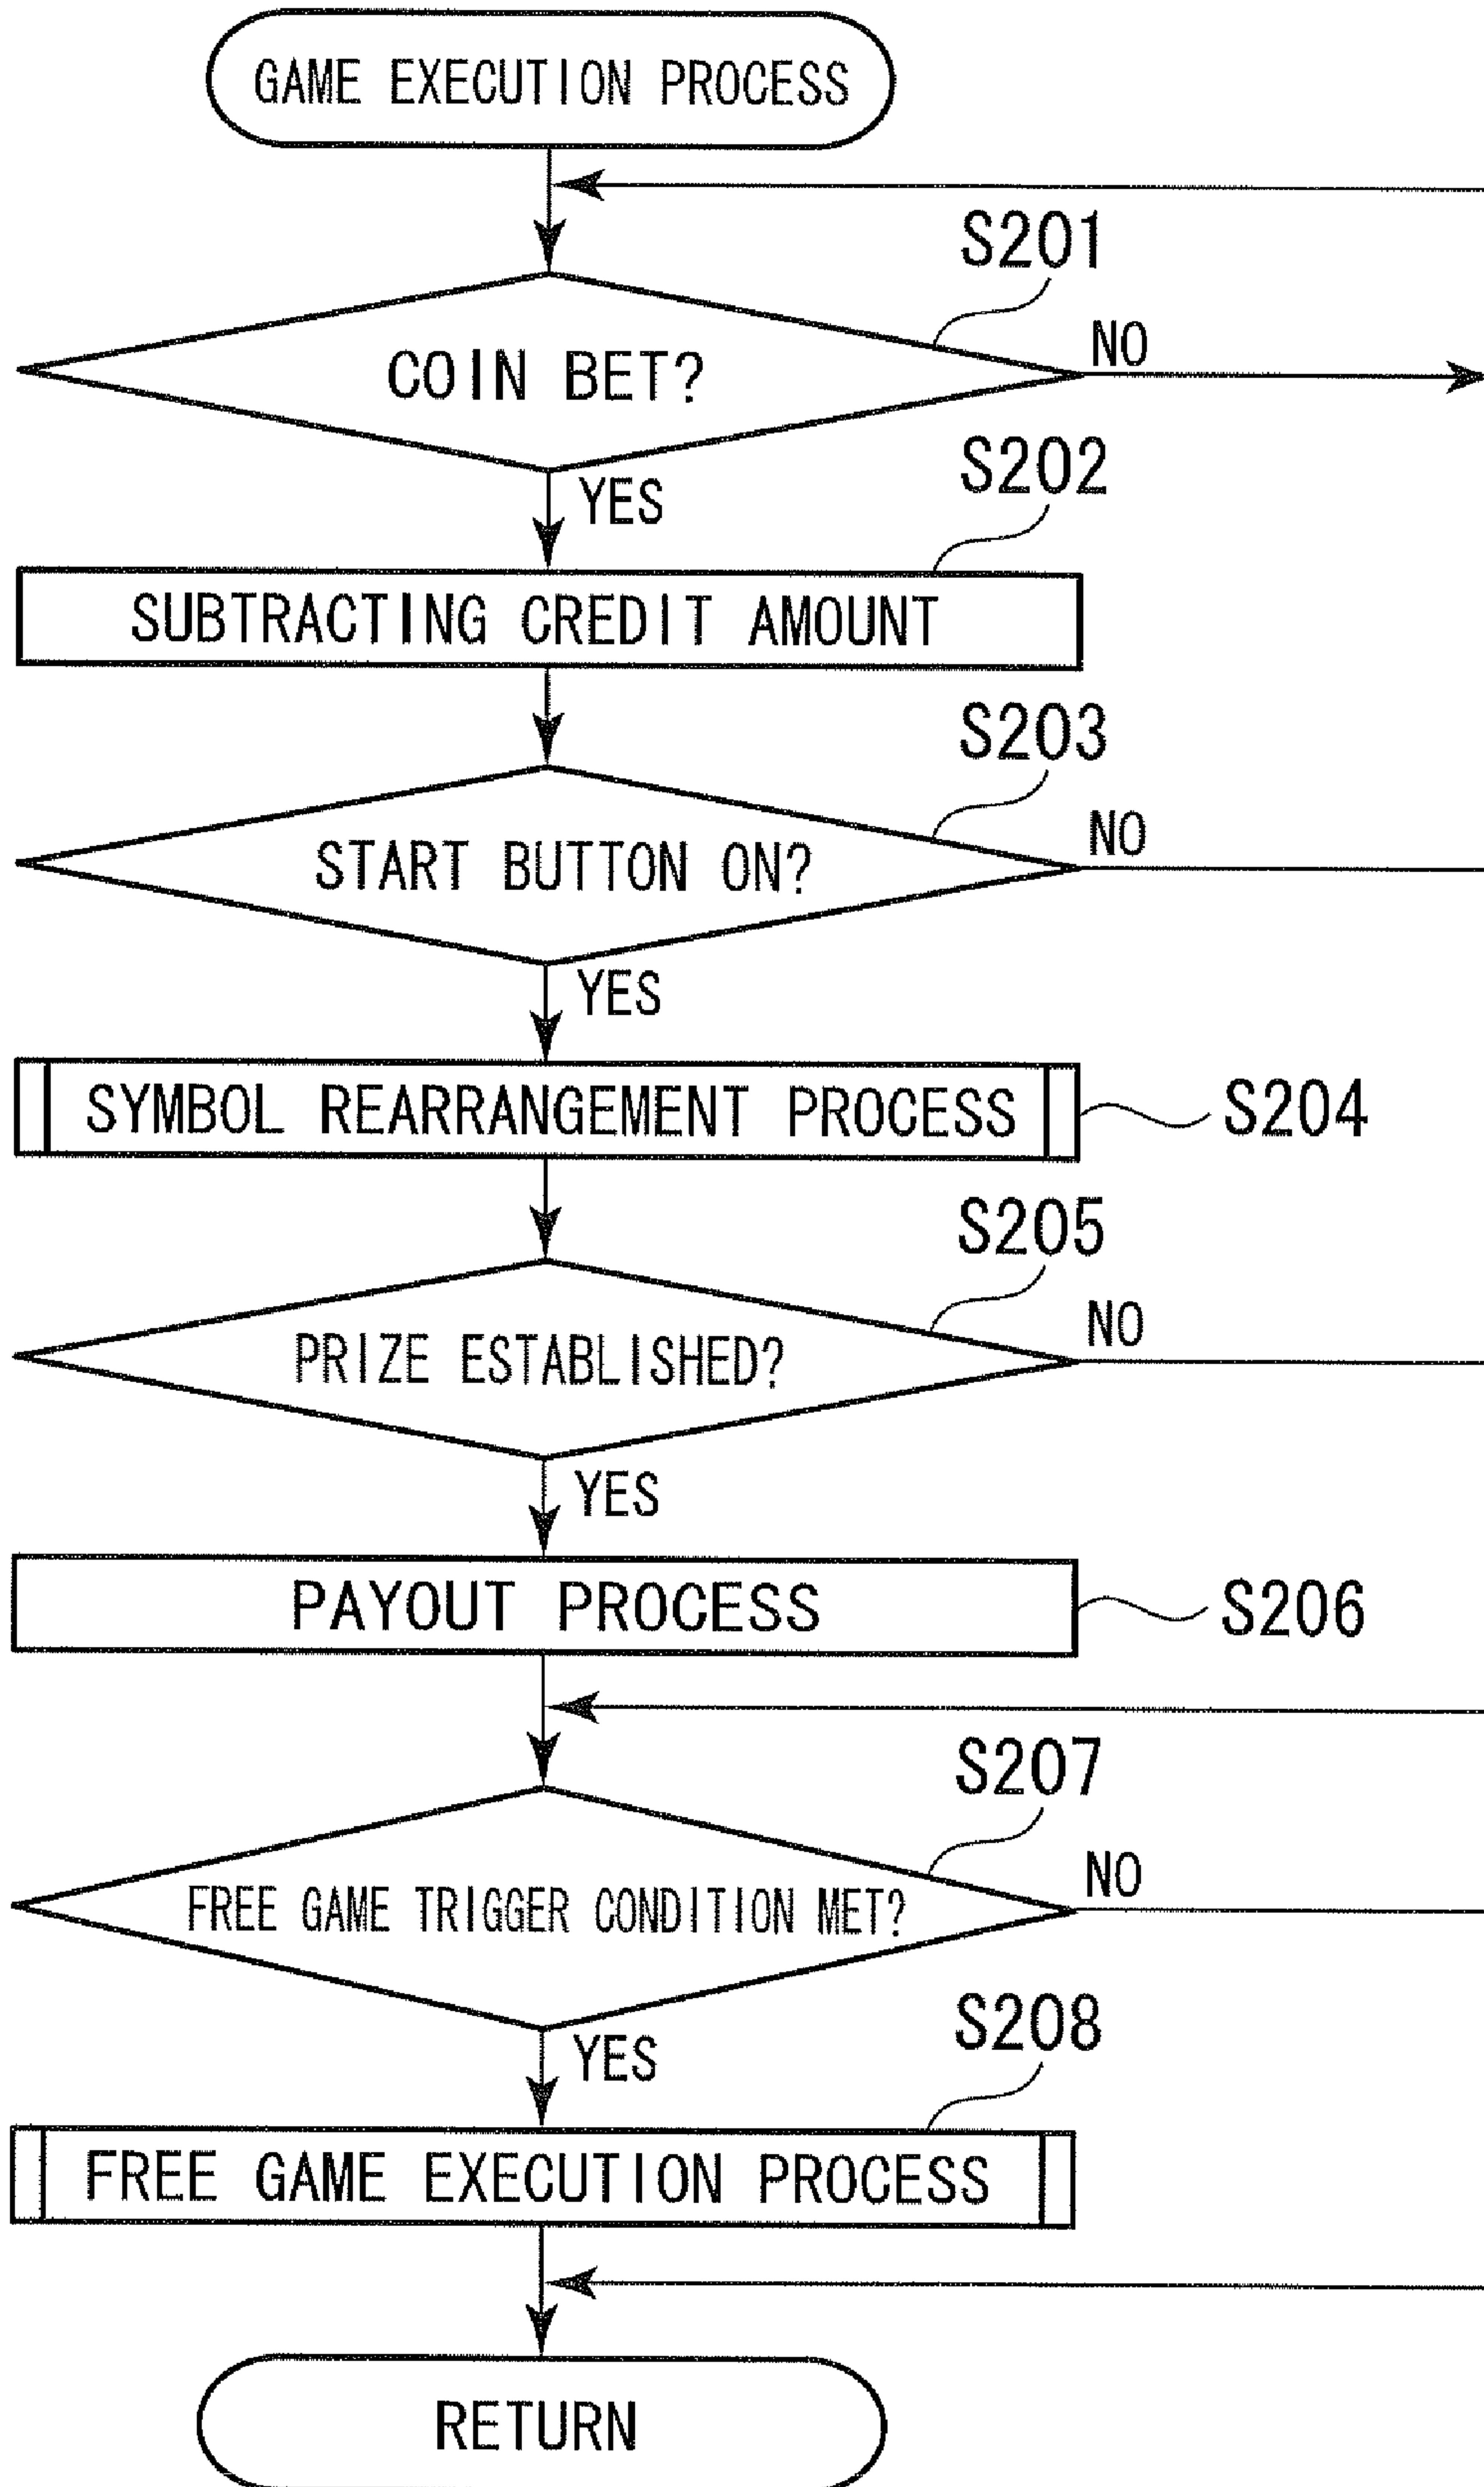 GAME EXECUTION PROCESS
S201
COIN BET?
NO
YES
S202
SUBTRACTING CREDIT AMOUNT
S203
START BUTTON ON?
NO
YES
SYMBOL REARRANGEMENT PROCESS
S204
S205
PRIZE ESTABLISHED?
NO
YES
PAYOUT PROCESS
S206
S207
FREE GAME TRIGGER CONDITION MET?
NO
YES
S208
FREE GAME EXECUTION PROCESS
RETURN